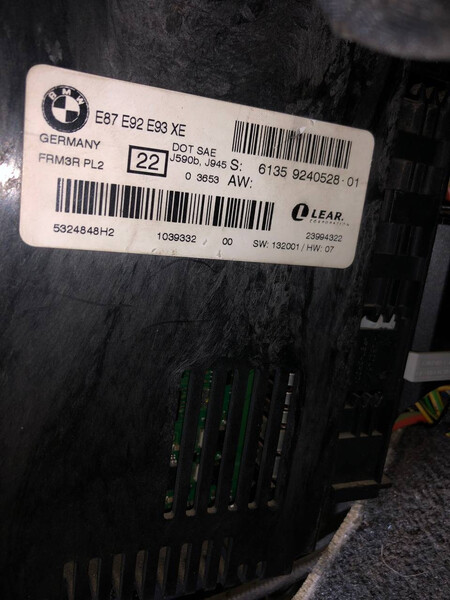 BMW
E87 E92 E93 XE
GERMANY
DOT SAE
J590b, J945
S: 6135 9240528-01
FRM3R PL2
22
0 3653 AW:
LEAR.
CORPORATION
5324848H2
1039332 00
23994322
SW: 132001 / HW: 07